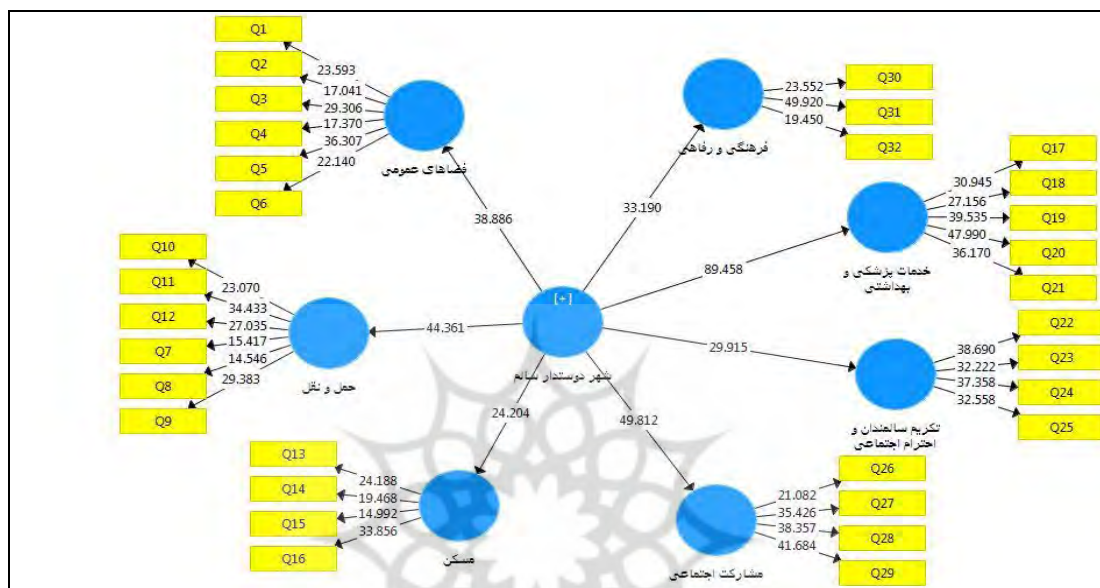 Q1
Q2
Q3
Q4
Q5
Q6
23.593
17.041
29.306
17.370
36.307
22.140
فضاهای عمومی
38.886
Q30
Q31
Q32
23.552
49.920
19.450
فرهنگی و رفاهی
33.190
Q17
Q18
Q19
Q20
Q21
30.945
27.156
39.535
47.990
36.170
خدمات پزشکی و
بهداشتی
89.458
Q10
Q11
Q12
Q7
Q8
Q9
23.070
34.433
27.035
15.417
14.546
29.383
حمل و نقل
44.361
[+]
شهر دوستدار سالم
29.915
Q22
Q23
Q24
Q25
38.690
32.222
37.358
32.558
تکریم سالمندان و
احترام اجتماعی
24.204
49.812
Q13
Q14
Q15
Q16
24.188
19.468
14.992
33.856
مسکن
Q26
Q27
Q28
Q29
21.082
35.426
38.357
41.684
مشارکت اجتماعی